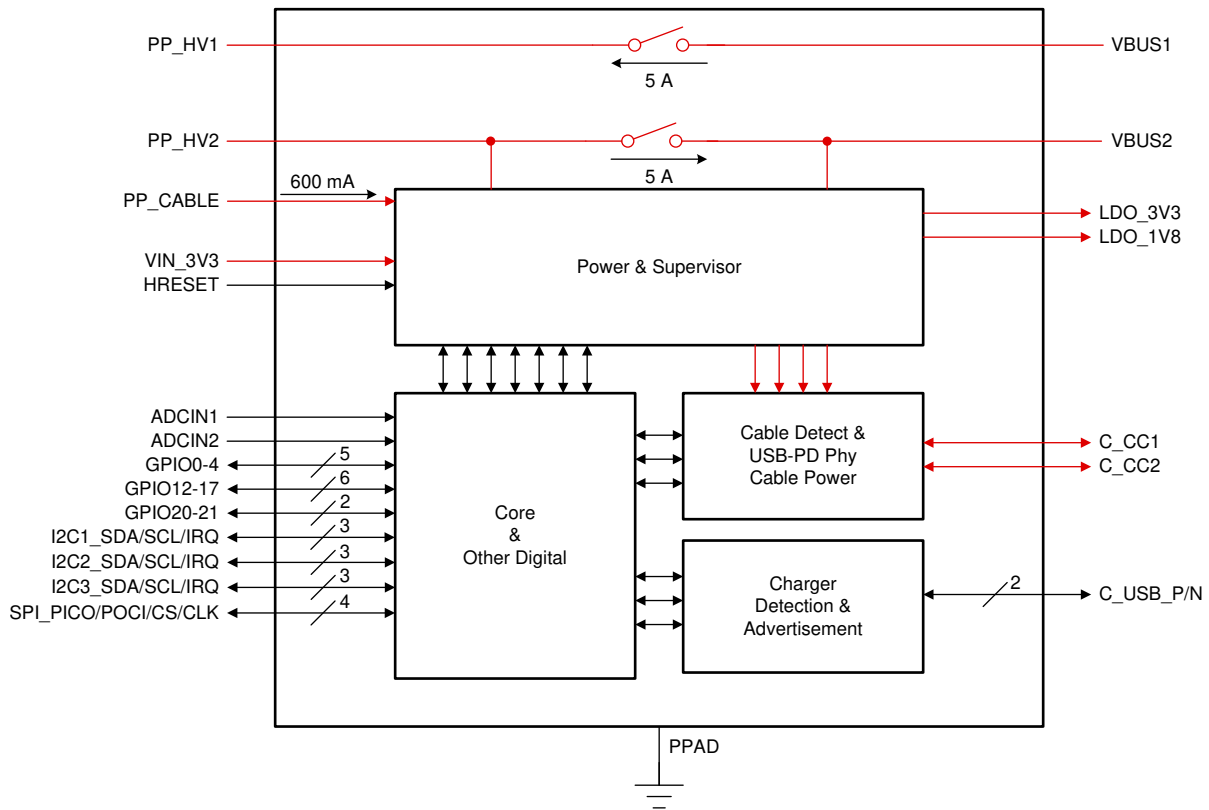 PP_HV1
VBUS1
5 A
PP_HV2
VBUS2
5 A
600 mA
PP_CABLE
LDO_3V3
LDO_1V8
VIN_3V3
HRESET
Power & Supervisor
ADCIN1
ADCIN2
GPIO0-4
5
GPIO12-17
6
GPIO20-21
2
I2C1_SDA/SCL/IRQ
3
I2C2_SDA/SCL/IRQ
3
I2C3_SDA/SCL/IRQ
3
SPI_PICO/POCI/CS/CLK
4
Core
&
Other Digital
Cable Detect &
USB-PD Phy
Cable Power
C_CC1
C_CC2
Charger
Detection &
Advertisement
2
C_USB_P/N
PPAD